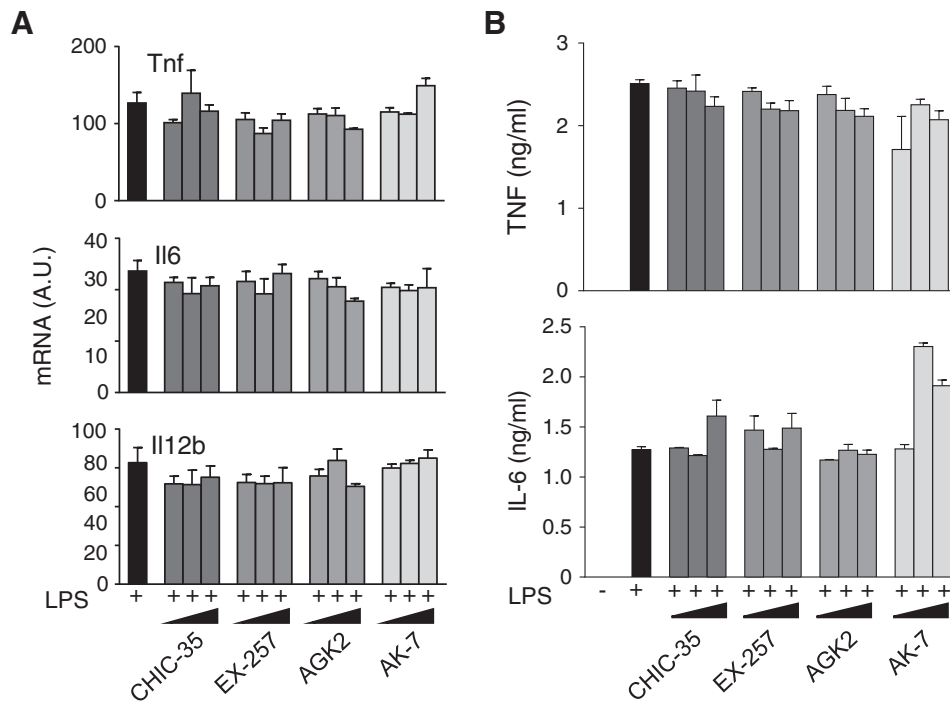 A
mRNA (A.U.)
200
100
0
Tnf
40
30
20
10
0
Il6
100
80
60
40
20
0
Il12b
LPS + + + + + + + + + + + + +
CHIC-35 EX-257 AGK2 AK-7
B
TNF (ng/ml)
3
2
1
0
IL-6 (ng/ml)
2.5
2.0
1.5
1.0
0.5
0
LPS - + + + + + + + + + + + + +
CHIC-35 EX-257 AGK2 AK-7